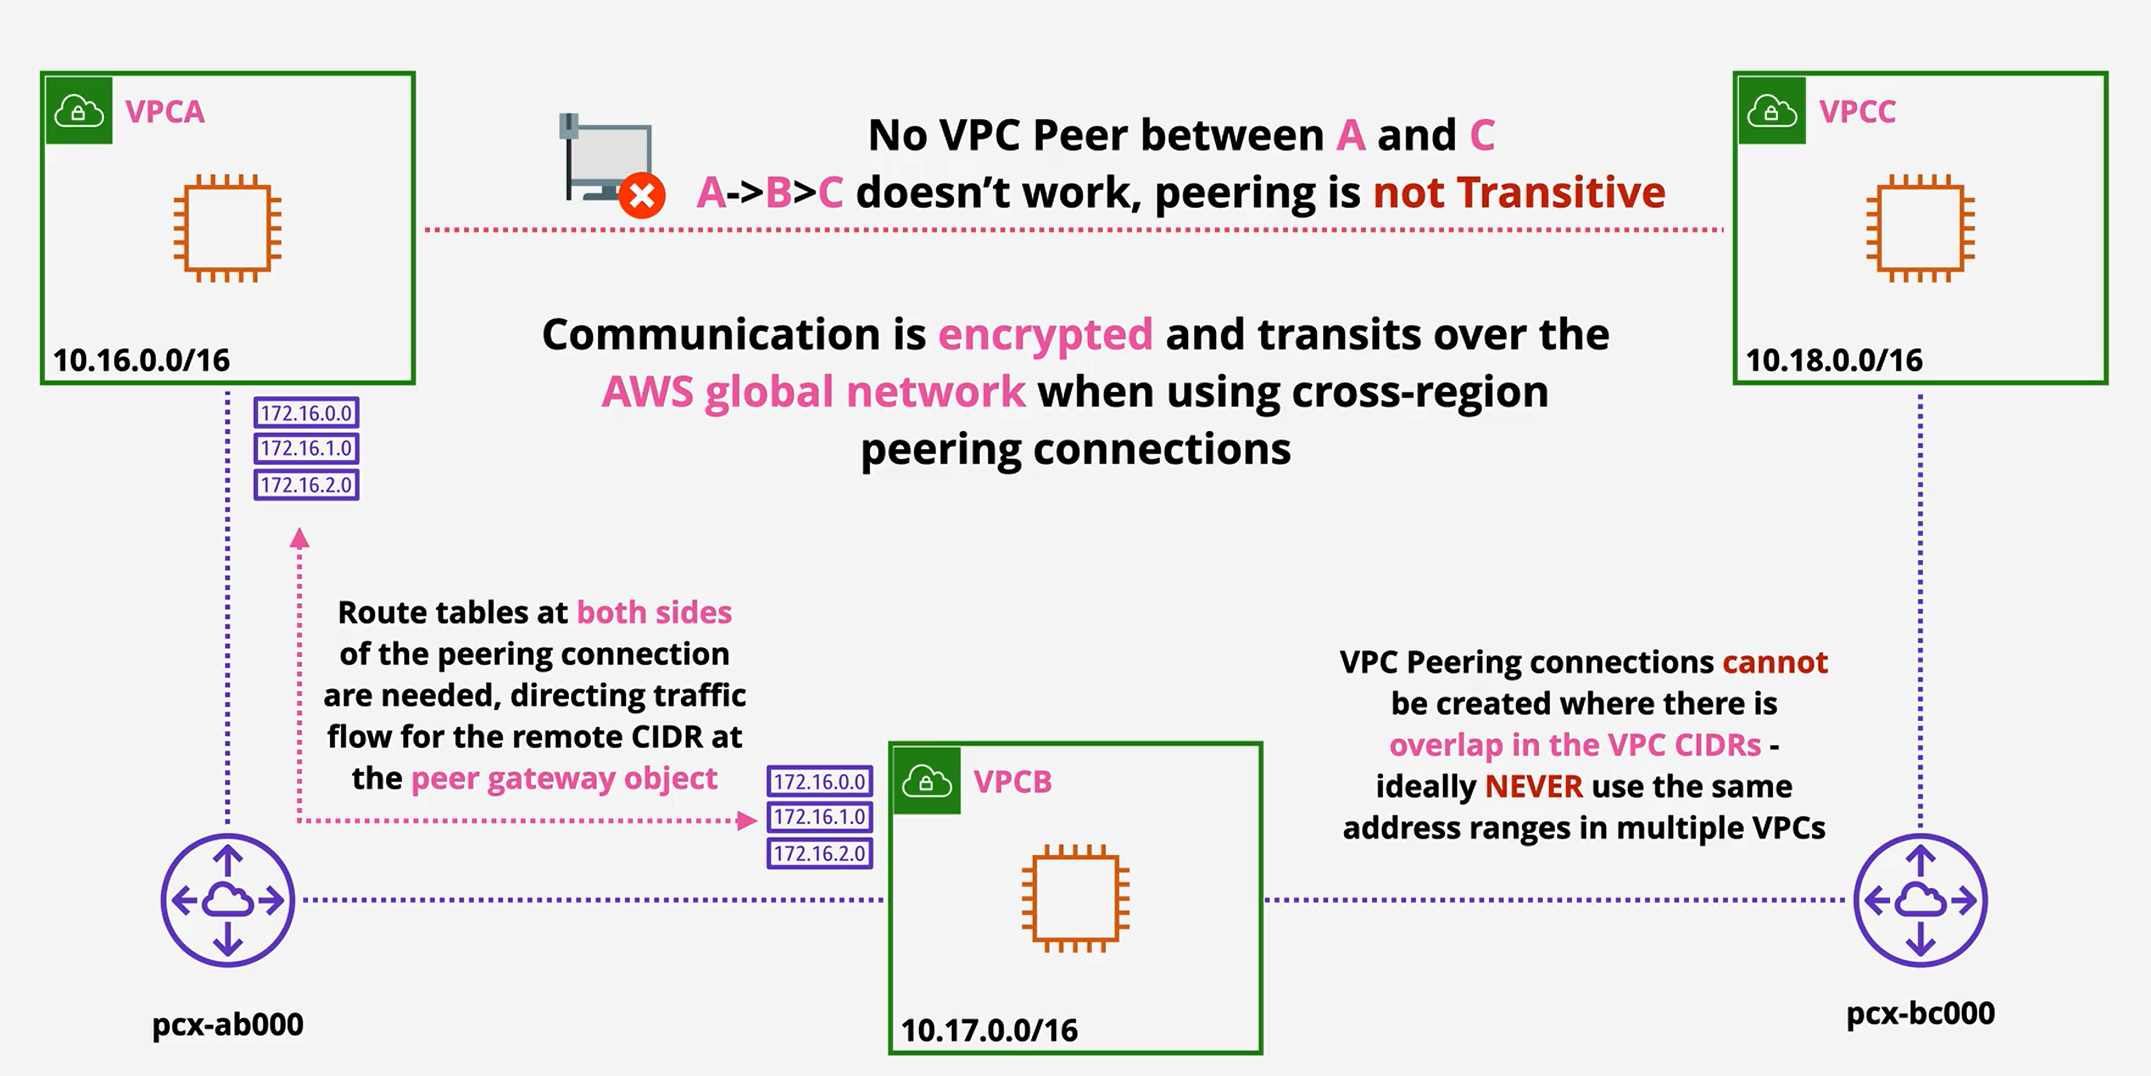 VPCA
10.16.0.0/16
172.16.0.0
172.16.1.0
172.16.2.0
No VPC Peer between A and C
A->B>C doesn’t work, peering is not Transitive
Communication is encrypted and transits over the
AWS global network when using cross-region
peering connections
VPCC
10.18.0.0/16
Route tables at both sides
of the peering connection
are needed, directing traffic
flow for the remote CIDR at
the peer gateway object
172.16.0.0
172.16.1.0
172.16.2.0
VPCB
10.17.0.0/16
VPC Peering connections cannot
be created where there is
overlap in the VPC CIDRs -
ideally NEVER use the same
address ranges in multiple VPCs
pcx-ab000
pcx-bc000